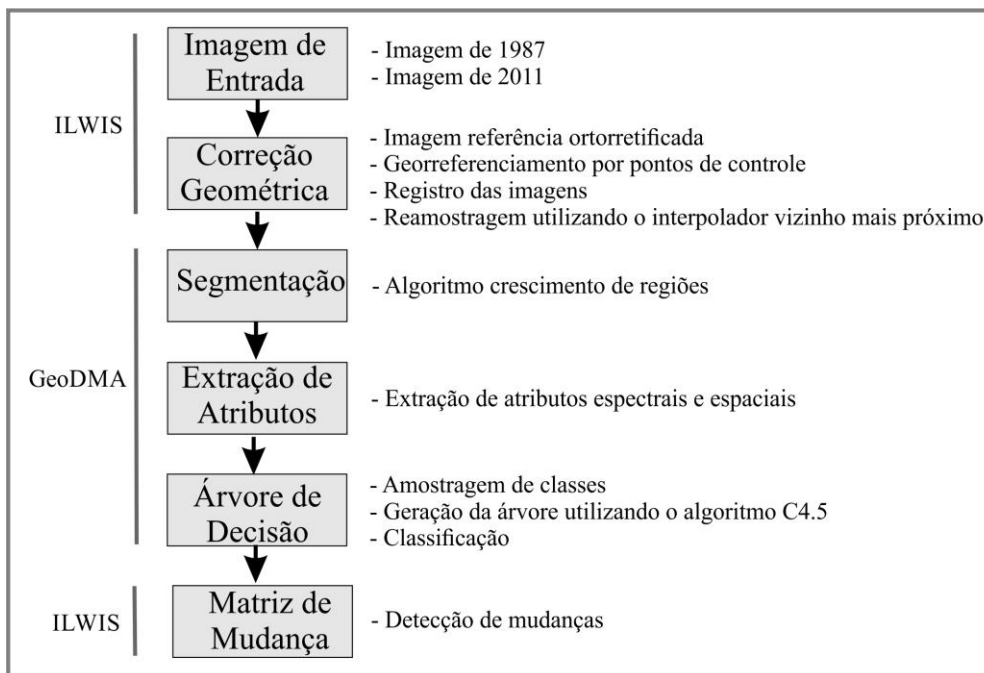 ILWIS
Imagem de
Entrada
- Imagem de 1987
- Imagem de 2011
Correção
Geométrica
- Imagem referência ortorretificada
- Georreferenciamento por pontos de controle
- Registro das imagens
- Reamostragem utilizando o interpolador vizinho mais próximo
GeoDMA
Segmentação
- Algoritmo crescimento de regiões
Extração de
Atributos
- Extração de atributos espectrais e espaciais
Árvore de
Decisão
- Amostragem de classes
- Geração da árvore utilizando o algoritmo C4.5
- Classificação
ILWIS
Matriz de
Mudança
- Detecção de mudanças